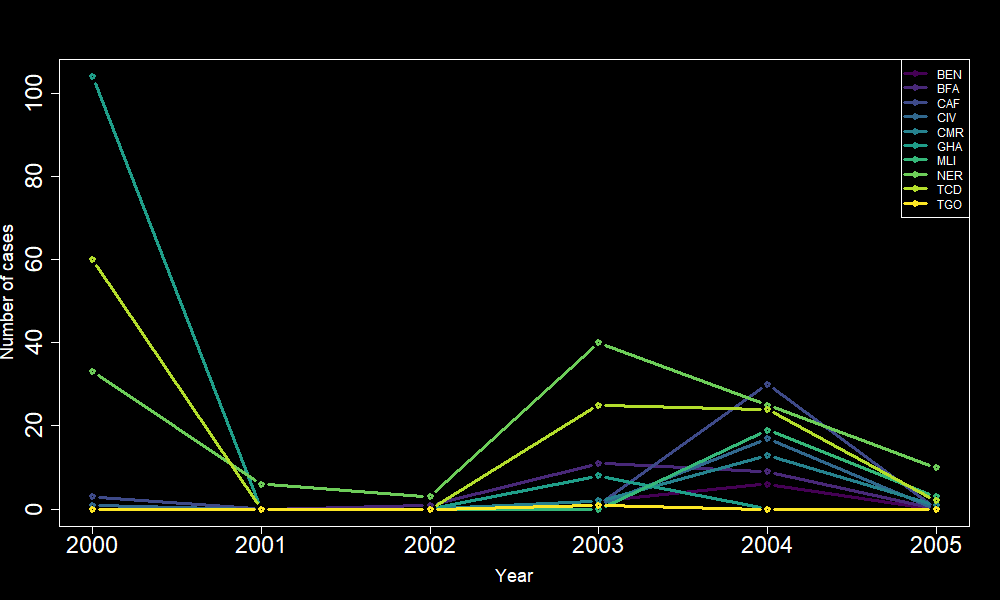 Number of cases
100
80
60
40
20
0
BEN
BFA
CAF
CIV
CMR
GHA
MLI
NER
TCD
TGO
2000 2001 2002 2003 2004 2005
Year